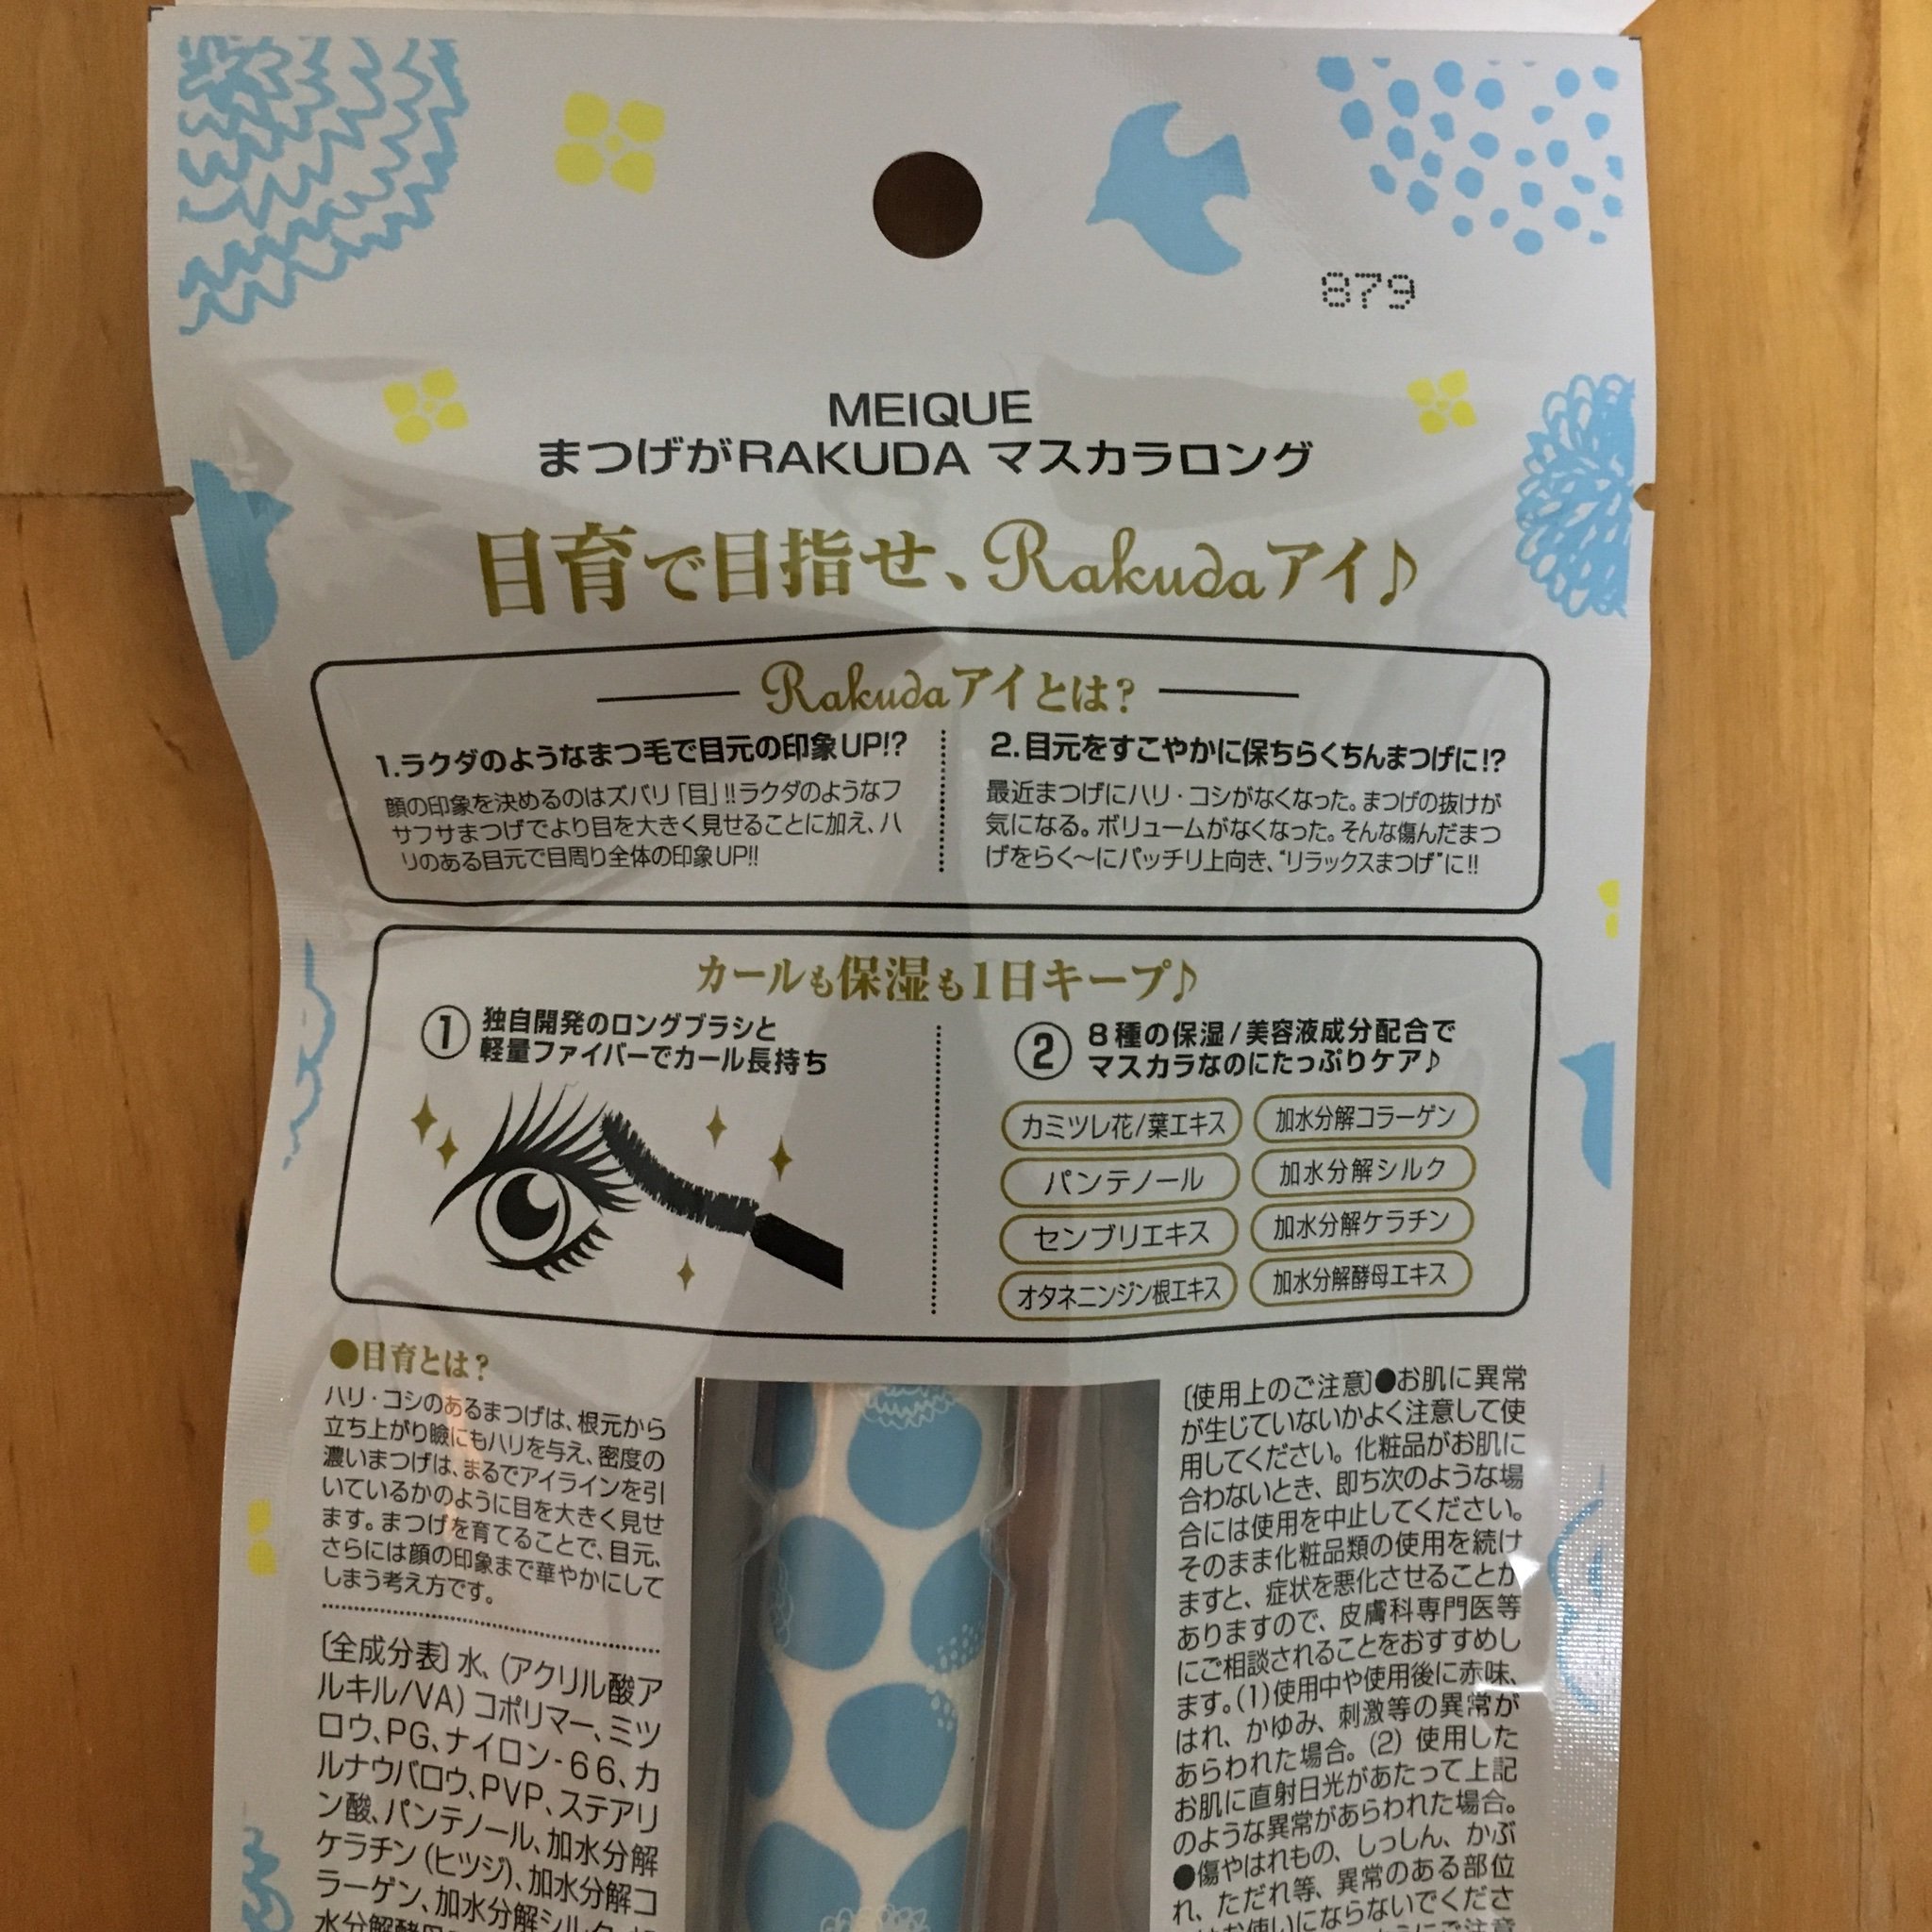 879
MEIQUE
まつげがRAKUDA マスカラロング
目育で目指せ、Rakudaアイ♪
Rakudaアイとは?
1.ラクダのようなまつ毛で目元の印象UP!?
顔の印象を決めるのはズバリ「目」!!ラクダのようなフ
サフサまつげでより目を大きく見せることに加え、ハ
リのある目元で目周り全体の印象UP!!
2.目元をすこやかに保ちらくちんまつげに!?
最近まつげにハリ・コシがなくなった。まつげの抜けが
気になる。ボリュームがなくなった。そんな傷んだまつ
げをらく〜にパッチリ上向き、“リラックスまつげ”に!!
カールも保湿も1日キープ♪
① 独自開発のロングブラシと
軽量ファイバーでカール長持ち
② 8種の保湿/美容液成分配合で
マスカラなのにたっぷりケア♪
カミツレ花/葉エキス
加水分解コラーゲン
パンテノール
加水分解シルク
センブリエキス
加水分解ケラチン
オタネニンジン根エキス
加水分解酵母エキス
●目育とは?
ハリ・コシのあるまつげは、根元から
立ち上がり瞼にもハリを与え、密度の
濃いまつげは、まるでアイラインを引
いているかのように目を大きく見せ
ます。まつげを育てることで、目元、
さらには顔の印象まで華やかにして
しまう考え方です。
〔全成分表〕水、(アクリル酸ア
ルキル/VA)コポリマー、ミツ
ロウ、PG、ナイロン-66、カ
ルナウバロウ、PVP、ステアリ
ン酸、パンテノール、加水分解
ケラチン(ヒツジ)、加水分解コ
ラーゲン、加水分解シルク、
水分解酵母
〔使用上のご注意〕●お肌に異常
が生じていないかよく注意して使
用してください。化粧品がお肌に
合わないとき、即ち次のような場
合には使用を中止してください。
そのまま化粧品類の使用を続け
ますと、症状を悪化させることが
ありますので、皮膚科専門医等
にご相談されることをおすすめし
ます。(1)使用中や使用後に赤味、
はれ、かゆみ、刺激等の異常が
あらわれた場合。(2) 使用した
お肌に直射日光があたって上記
のような異常があらわれた場合。
●傷やはれもの、しっしん、かぶ
れ、ただれ等、異常のある部位
はお使いにならないでくださ
にご注意